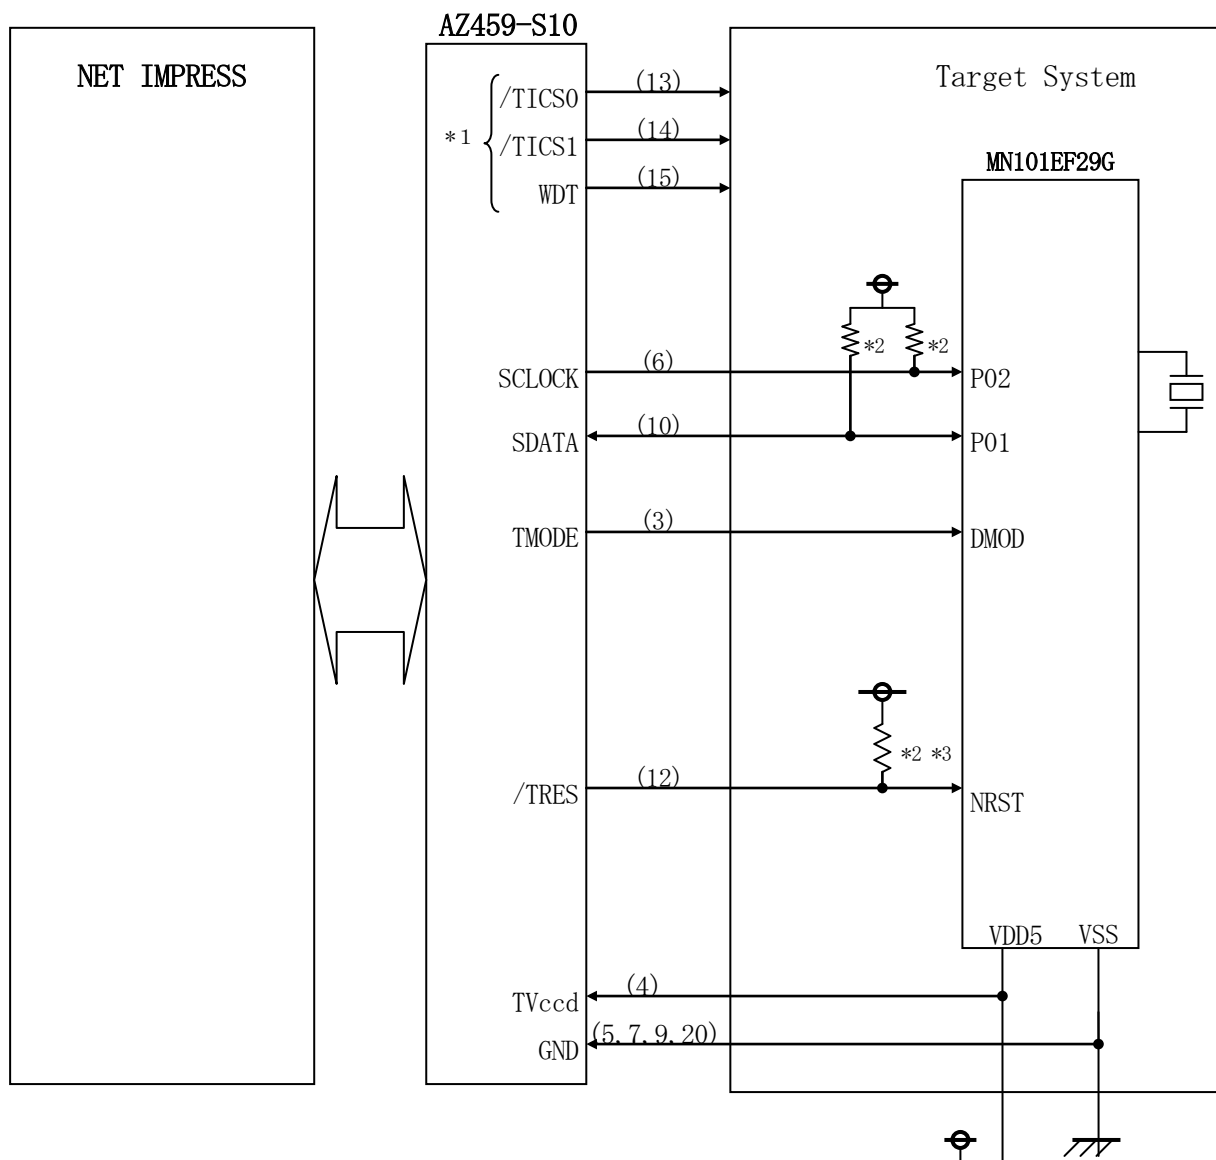 AZ459-S10
NET IMPRESS
Target System
/TICS0
(13)
*1
/TICS1
(14)
WDT
(15)
MN101EF29G
*2
*2
SCLOCK
(6)
P02
SDATA
(10)
P01
TMODE
(3)
DMOD
*2 *3
/TRES
(12)
NRST
VDD5
VSS
TVccd
(4)
GND
(5,7,9,20)